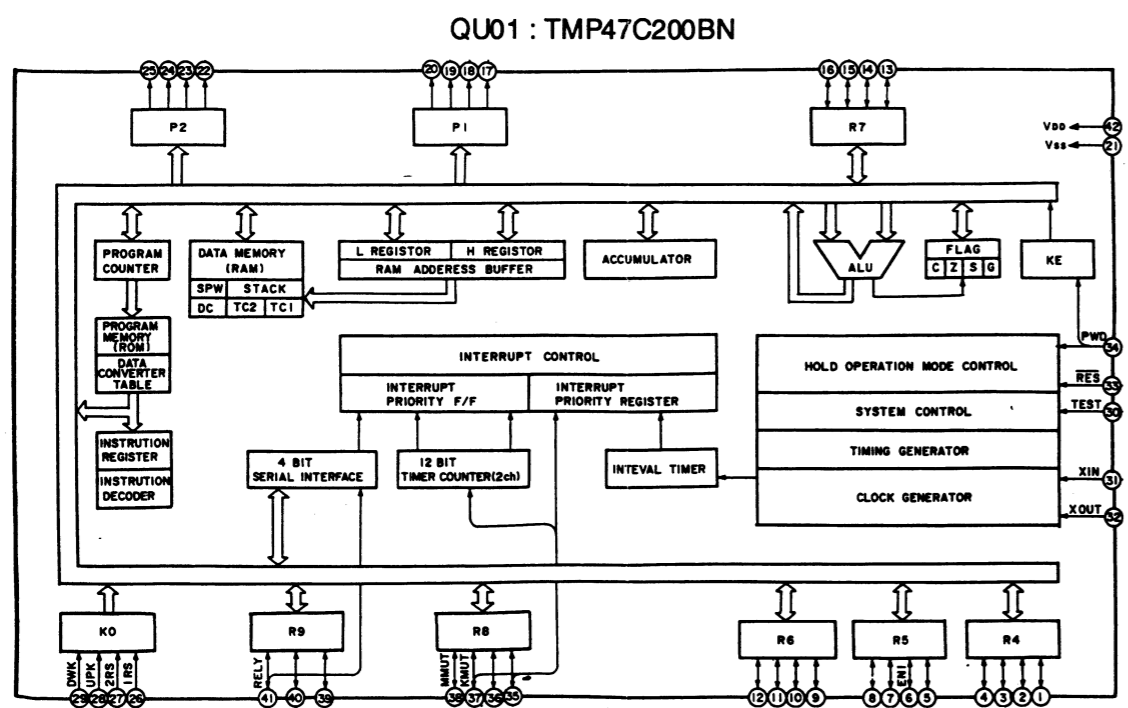 QU01 : TMP47C200BN
25 24 23 22
20 19 18 17
16 15 14 13
P2
P1
R7
VDD 42
VSS 21
PROGRAM
COUNTER
DATA MEMORY
(RAM)
SPW STACK
DC TC2 TC1
L REGISTOR H REGISTOR
RAM ADDERESS BUFFER
ACCUMULATOR
ALU
FLAG
C Z S G
KE
PROGRAM
MEMORY
(ROM)
DATA
CONVERTER
TABLE
INTERRUPT CONTROL
INTERRUPT
PRIORITY F/F
INTERRUPT
PRIORITY REGISTER
HOLD OPERATION MODE CONTROL
SYSTEM CONTROL
TIMING GENERATOR
CLOCK GENERATOR
PWD 34
RES 33
TEST 30
XIN 31
XOUT 32
INSTRUTION
REGISTER
INSTRUTION
DECODER
4 BIT
SERIAL INTERFACE
12 BIT
TIMER COUNTER(2ch)
INTEVAL TIMER
K0
R9
R8
R6
R5
R4
DWK UPK 2RS 1RS
RELY
MMUT KMUT
ENI
29 28 27 26
41 40 39
38 37 36 35
12 11 10 9
8 7 6 5
4 3 2 1